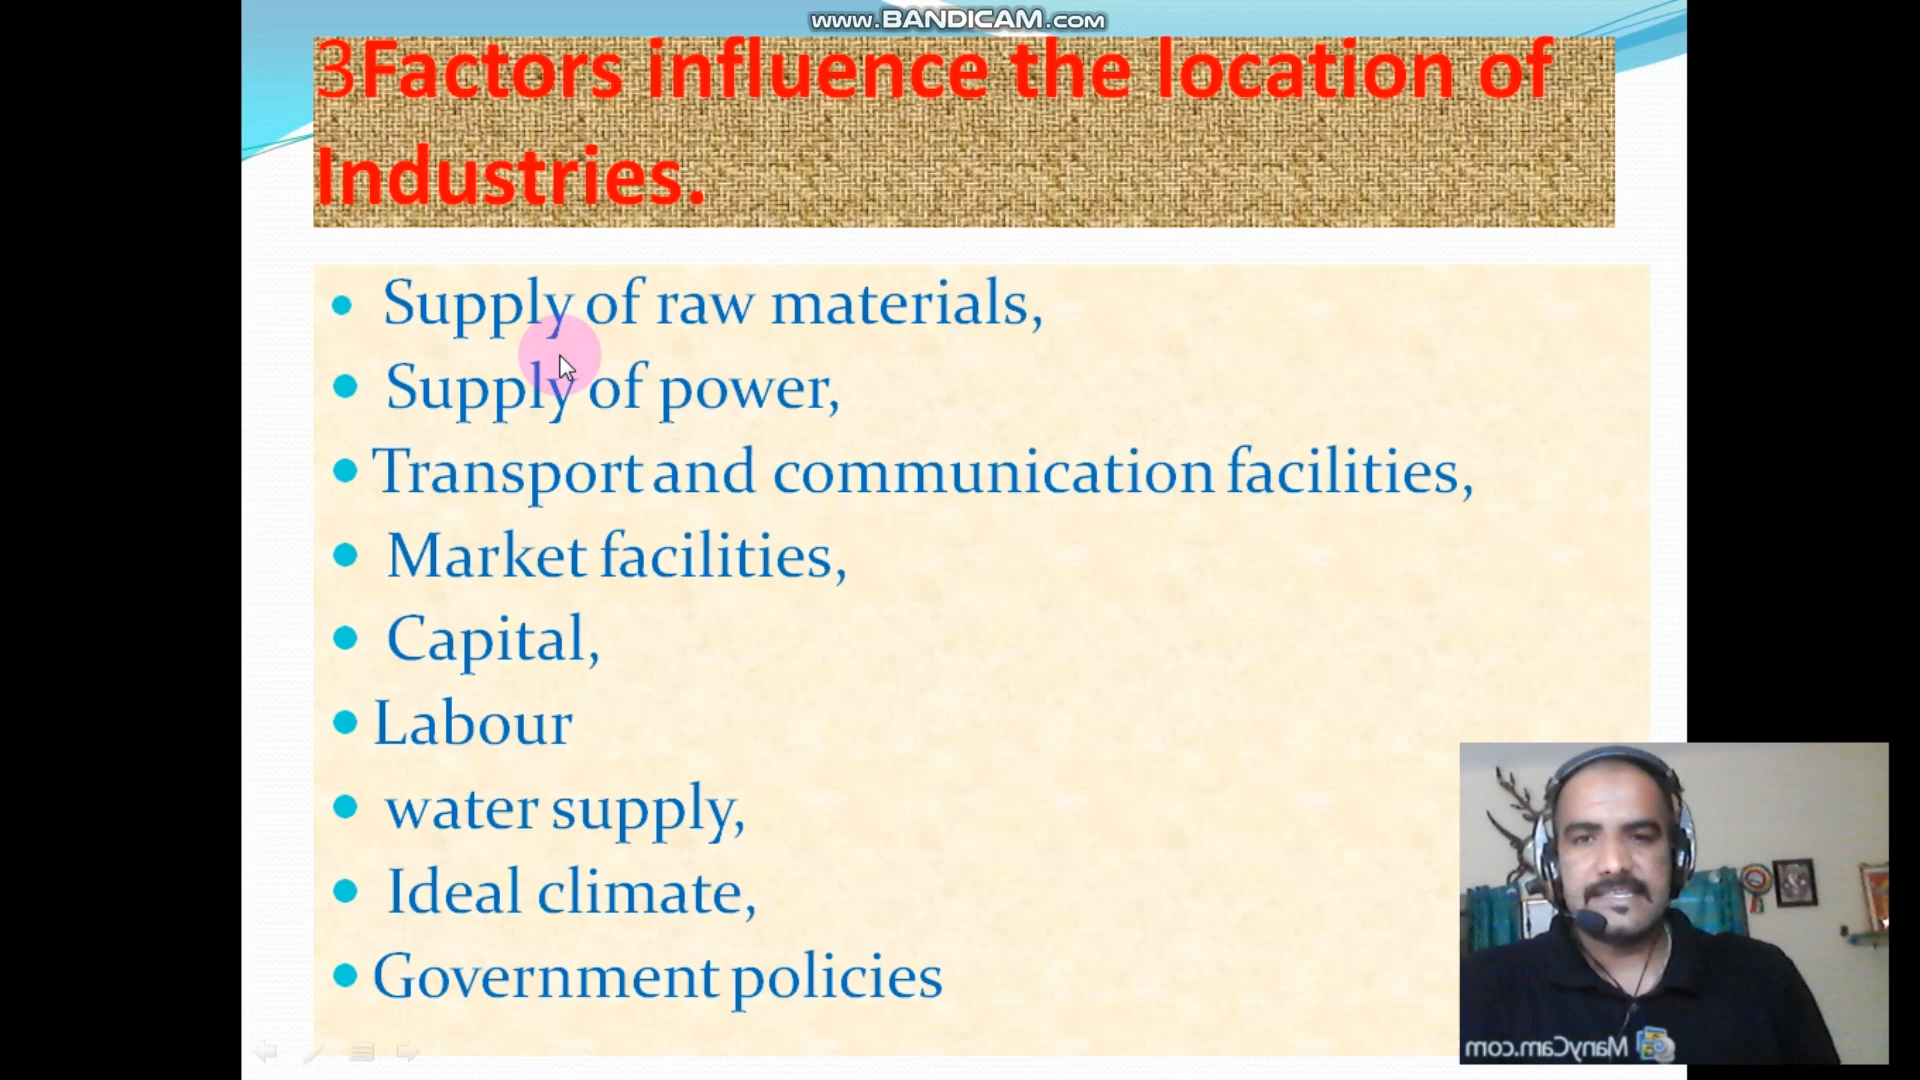 www.BANDICAM.com
3Factors influence the location of
Industries.
Supply of raw materials,
Supply of power,
Transport and communication facilities,
Market facilities,
Capital,
Labour
water supply,
Ideal climate,
Government policies
ManyCam.com